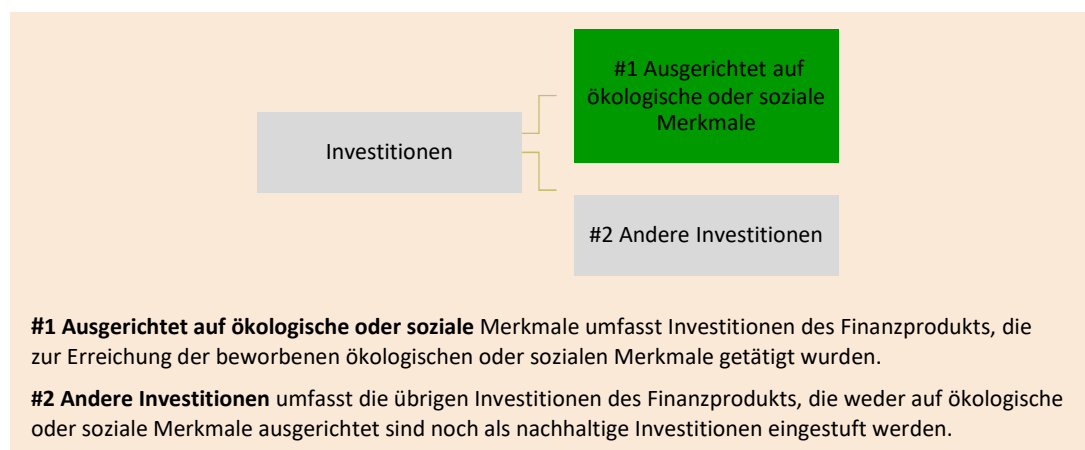 #1 Ausgerichtet auf
ökologische oder soziale
Merkmale
Investitionen
#2 Andere Investitionen
#1 Ausgerichtet auf ökologische oder soziale Merkmale umfasst Investitionen des Finanzprodukts, die
zur Erreichung der beworbenen ökologischen oder sozialen Merkmale getätigt wurden.
#2 Andere Investitionen umfasst die übrigen Investitionen des Finanzprodukts, die weder auf ökologische
oder soziale Merkmale ausgerichtet sind noch als nachhaltige Investitionen eingestuft werden.